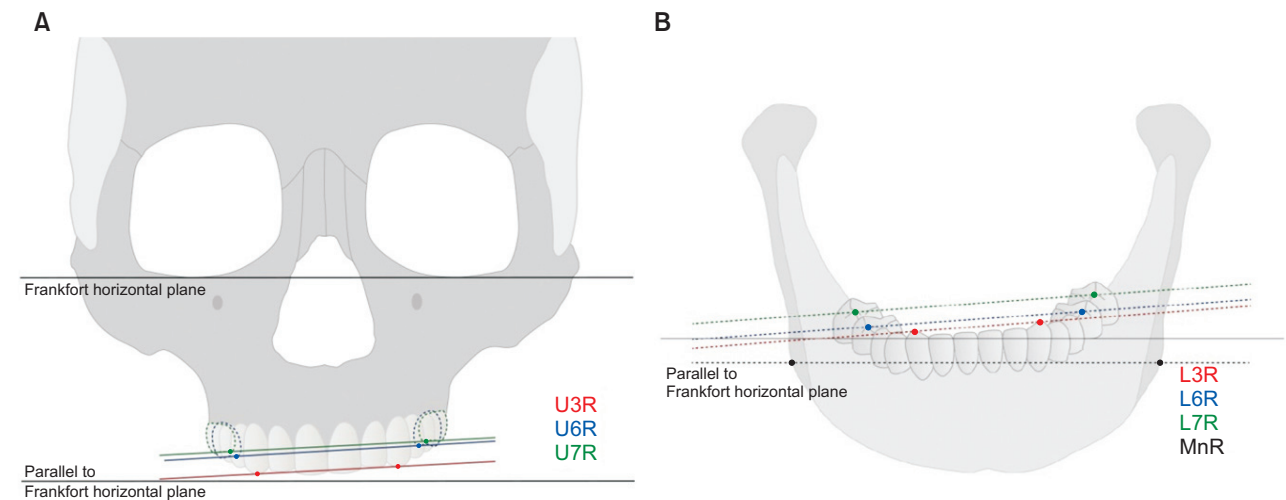 A
Frankfort horizontal plane
U3R
U6R
U7R
Parallel to
Frankfort horizontal plane
B
Parallel to
Frankfort horizontal plane
L3R
L6R
L7R
MnR